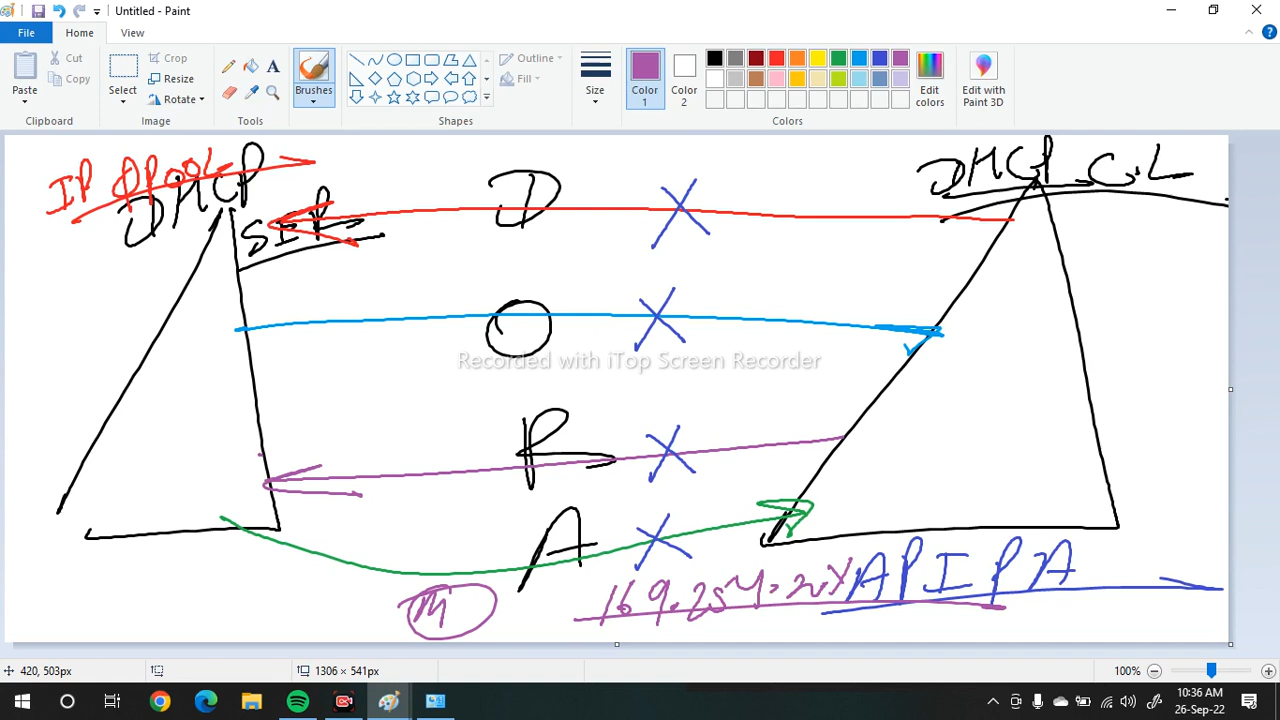 Untitled - Paint
File Home View
Paste
Cut
Copy
Clipboard
Select
Crop
Resize
Rotate
Image
Tools
Brushes
Shapes
Outline
Fill
Size
Color 1
Color 2
Colors
Edit colors
Edit with Paint 3D
IP
DHCP
SER
D
DHCP CL
O
Recorded with iTop Screen Recorder
R
A
M
169.254.x.y
APIPA
420, 503px
1306 × 541px
100%
10:36 AM
26-Sep-22